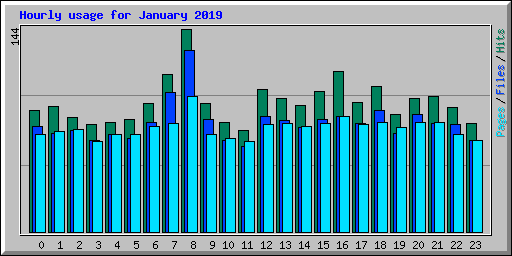 Hourly usage for January 2019
144
Pages/Files/Hits
0 1 2 3 4 5 6 7 8 9 10 11 12 13 14 15 16 17 18 19 20 21 22 23